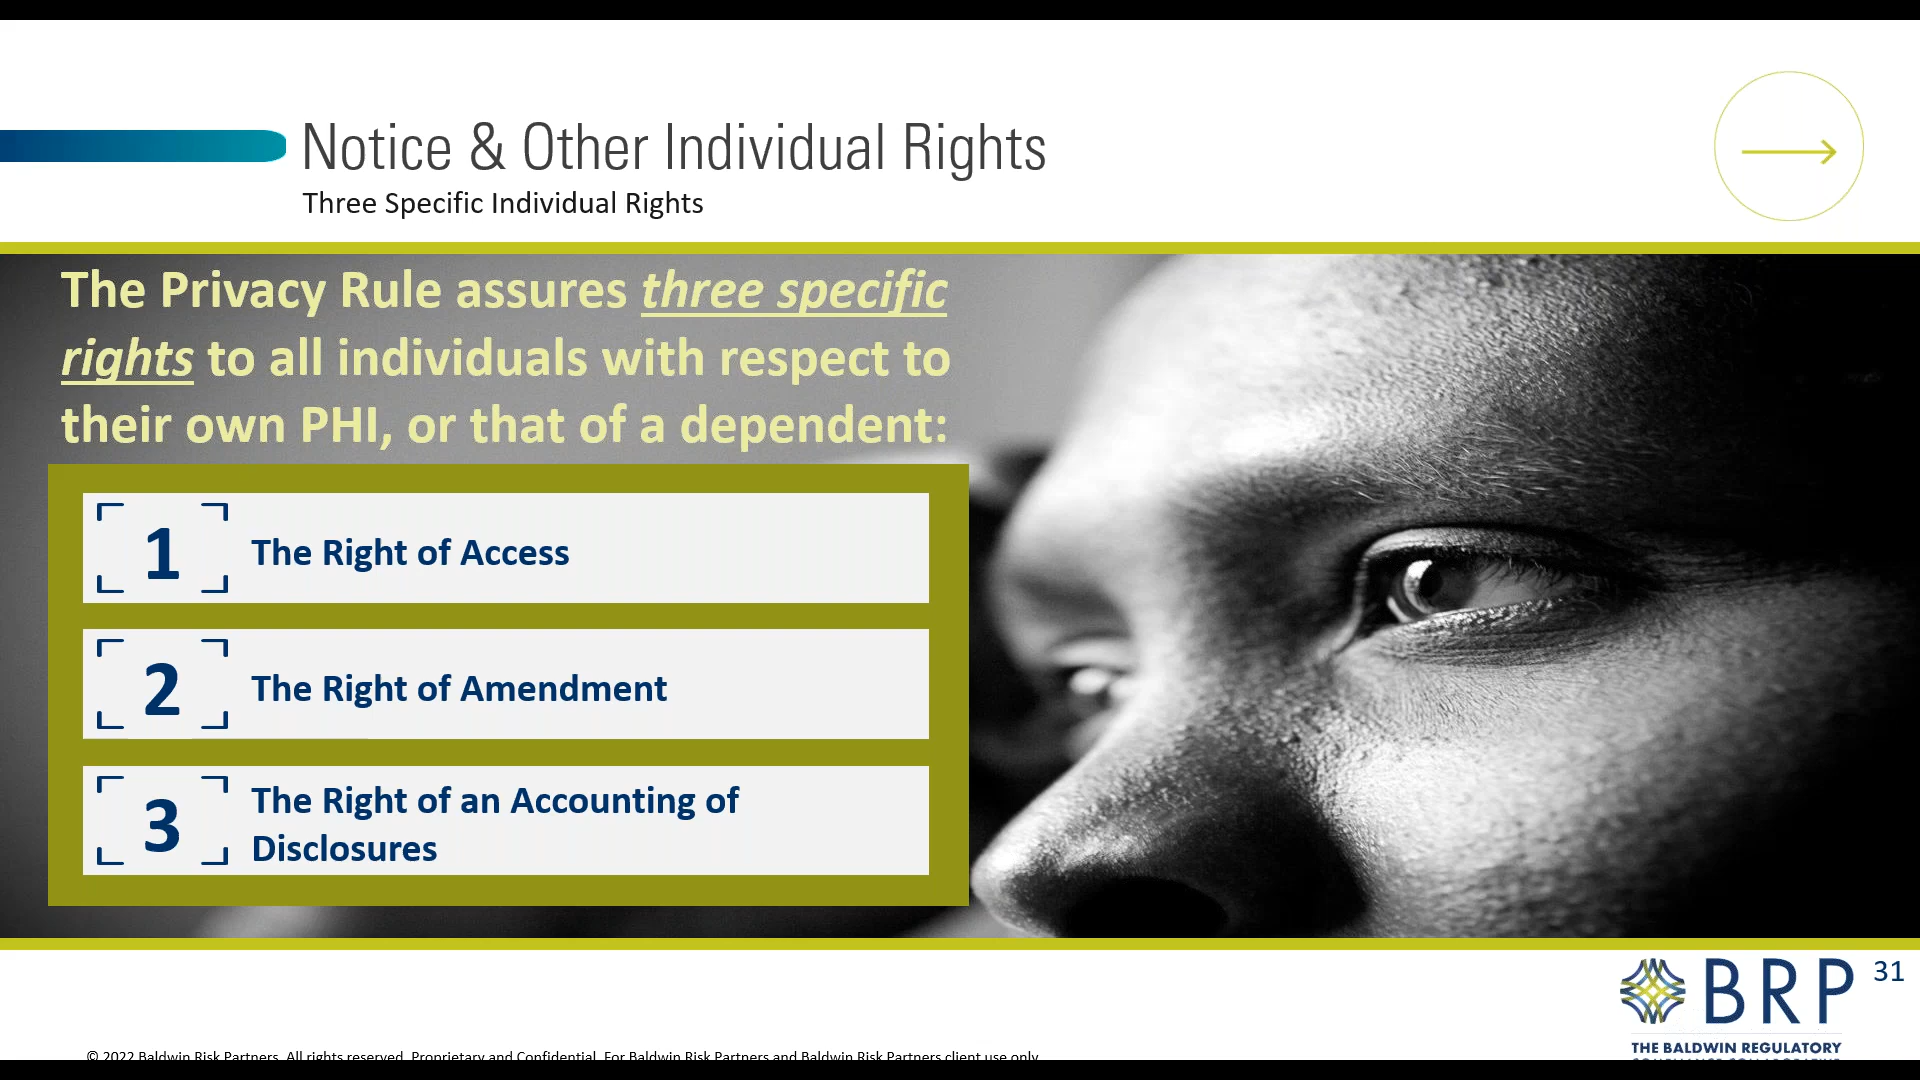 Notice & Other Individual Rights
Three Specific Individual Rights
The Privacy Rule assures three specific
rights to all individuals with respect to
their own PHI, or that of a dependent:
1 The Right of Access
2 The Right of Amendment
3 The Right of an Accounting of
Disclosures
BRP
31
THE BALDWIN REGULATORY
© 2022 Baldwin Risk Partners. All rights reserved. Proprietary and Confidential. For Baldwin Risk Partners and Baldwin Risk Partners client use only.